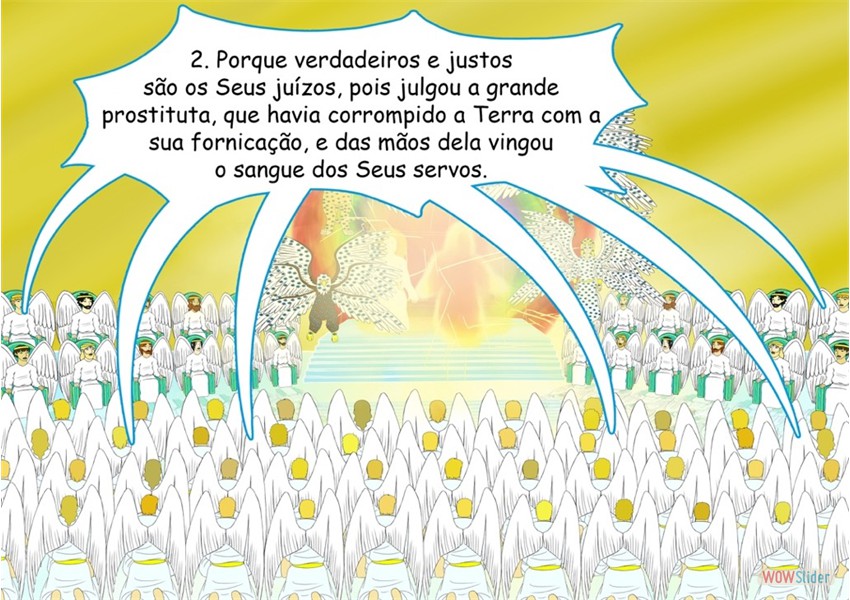 2. Porque verdadeiros e justos
são os Seus juízos, pois julgou a grande
prostituta, que havia corrompido a Terra com a
sua fornicação, e das mãos dela vingou
o sangue dos Seus servos.
WOWSlider